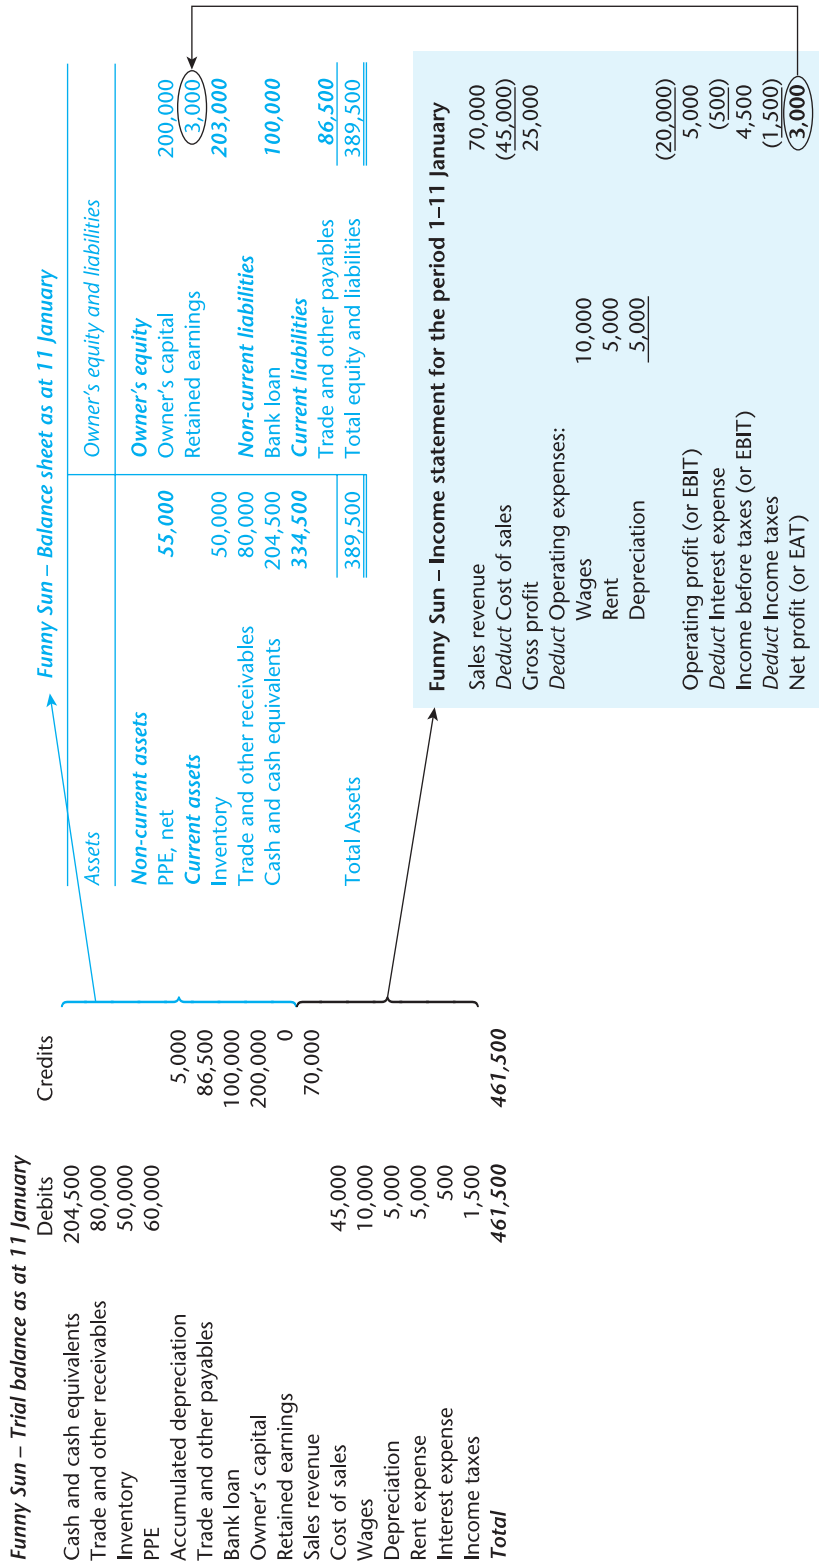 Funny Sun – Trial balance as at 11 January
Debits Credits
Cash and cash equivalents 204,500
Trade and other receivables 80,000
Inventory 50,000
PPE 60,000
Accumulated depreciation 5,000
Trade and other payables 86,500
Bank loan 100,000
Owner's capital 200,000
Retained earnings 0
Sales revenue 70,000
Cost of sales 45,000
Wages 10,000
Depreciation 5,000
Rent expense 5,000
Interest expense 500
Income taxes 1,500
Total 461,500 461,500
Funny Sun – Balance sheet as at 11 January
Assets Owner's equity and liabilities
Non-current assets Owner's equity
PPE, net 55,000 Owner's capital 200,000
Current assets Retained earnings 3,000
Inventory 50,000 203,000
Trade and other receivables 80,000 Non-current liabilities
Cash and cash equivalents 204,500 Bank loan 100,000
334,500 Current liabilities
Trade and other payables 86,500
Total Assets 389,500 Total equity and liabilities 389,500
Funny Sun – Income statement for the period 1–11 January
Sales revenue 70,000
Deduct Cost of sales (45,000)
Gross profit 25,000
Deduct Operating expenses:
Wages 10,000
Rent 5,000
Depreciation 5,000
(20,000)
Operating profit (or EBIT) 5,000
Deduct Interest expense (500)
Income before taxes (or EBIT) 4,500
Deduct Income taxes (1,500)
Net profit (or EAT) 3,000